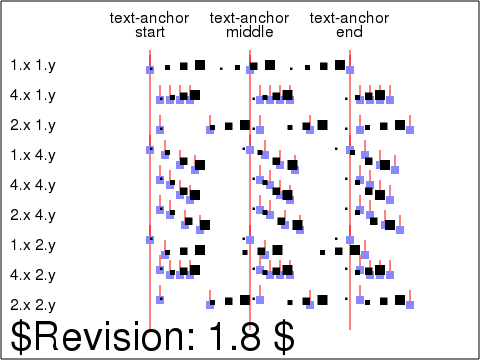 text-anchor text-anchor text-anchor
start middle end
1.x 1.y
4.x 1.y
2.x 1.y
1.x 4.y
4.x 4.y
2.x 4.y
1.x 2.y
4.x 2.y
2.x 2.y
$Revision: 1.8 $